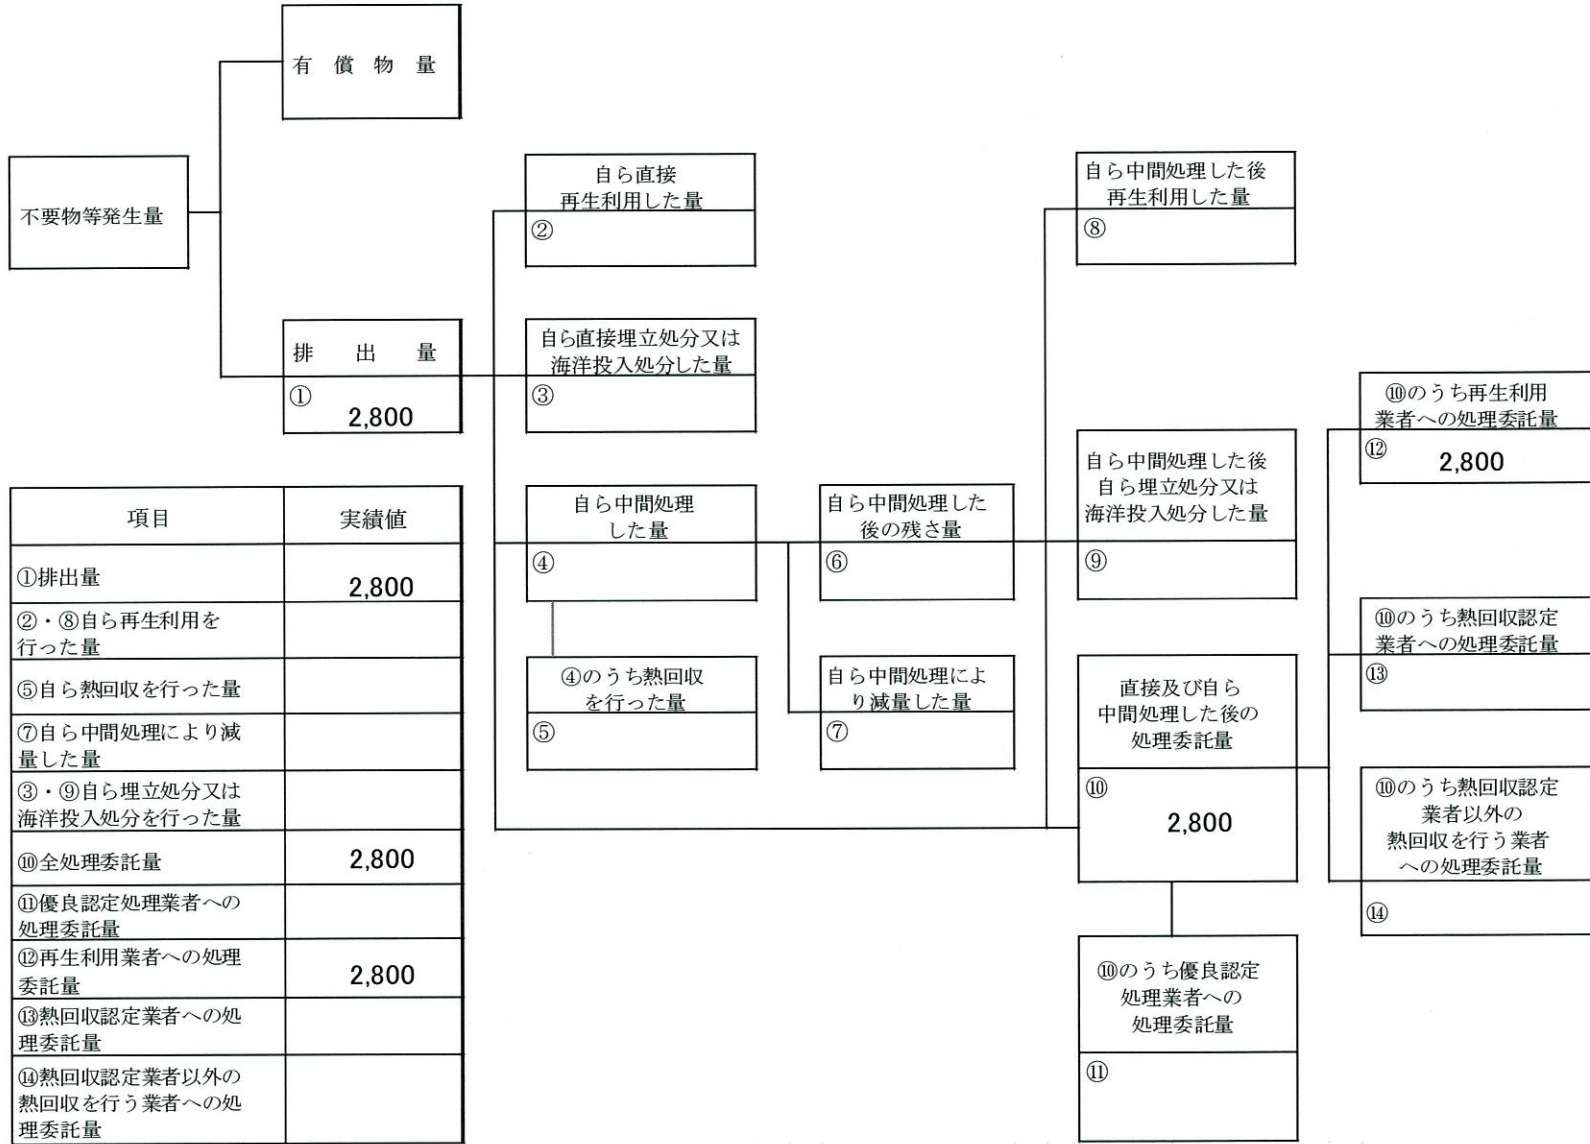 有償物量
不要物等発生量
排出量
①
2,800
自ら直接
再生利用した量
②
自ら直接埋立処分又は
海洋投入処分した量
③
自ら中間処理
した量
④
④のうち熱回収
を行った量
⑤
自ら中間処理した
後の残さ量
⑥
自ら中間処理によ
り減量した量
⑦
自ら中間処理した後
再生利用した量
⑧
自ら中間処理した後
自ら埋立処分又は
海洋投入処分した量
⑨
直接及び自ら
中間処理した後の
処理委託量
⑩
2,800
⑩のうち優良認定
処理業者への
処理委託量
⑪
⑩のうち再生利用
業者への処理委託量
⑫
2,800
⑩のうち熱回収認定
業者への処理委託量
⑬
⑩のうち熱回収認定
業者以外の
熱回収を行う業者
への処理委託量
⑭
項目 実績値
①排出量 2,800
②・⑧自ら再生利用を
行った量
⑤自ら熱回収を行った量
⑦自ら中間処理により減
量した量
③・⑨自ら埋立処分又は
海洋投入処分を行った量
⑩全処理委託量 2,800
⑪優良認定処理業者への
処理委託量
⑫再生利用業者への処理
委託量 2,800
⑬熱回収認定業者への処
理委託量
⑭熱回収認定業者以外の
熱回収を行う業者への処
理委託量